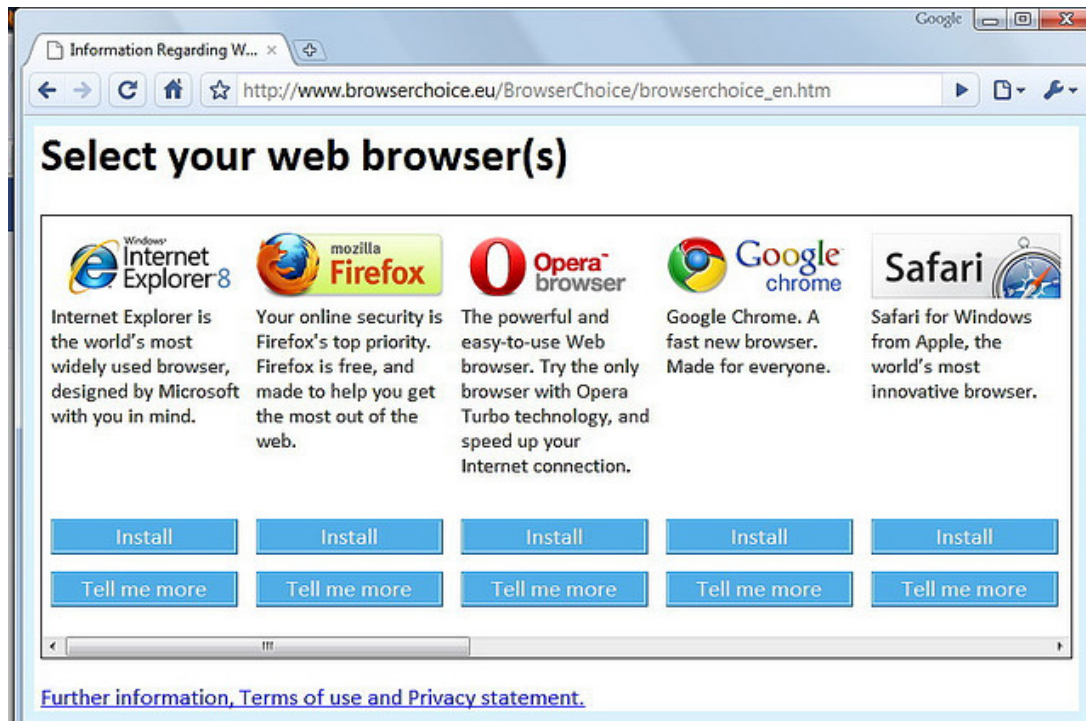 Google
Information Regarding W...
http://www.browserchoice.eu/BrowserChoice/browserchoice_en.htm
Select your web browser(s)
Windows
Internet
Explorer 8
Internet Explorer is
the world's most
widely used browser,
designed by Microsoft
with you in mind.
Install
Tell me more
mozilla
Firefox
Your online security is
Firefox's top priority.
Firefox is free, and
made to help you get
the most out of the
web.
Install
Tell me more
Opera™
browser
The powerful and
easy-to-use Web
browser. Try the only
browser with Opera
Turbo technology, and
speed up your
Internet connection.
Install
Tell me more
Google
chrome
Google Chrome. A
fast new browser.
Made for everyone.
Install
Tell me more
Safari
Safari for Windows
from Apple, the
world's most
innovative browser.
Install
Tell me more
Further information, Terms of use and Privacy statement.